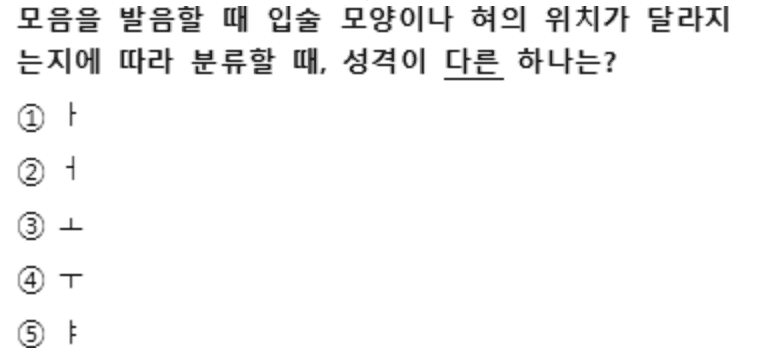 모음을 발음할 때 입술 모양이나 혀의 위치가 달라지
는지에 따라 분류할 때, 성격이 다른 하나는?
① ㅏ
② ㅓ
③ ㅗ
④ ㅜ
⑤ ㅑ